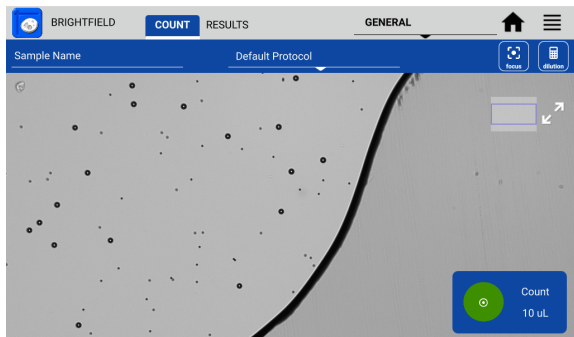 BRIGHTFIELD COUNT RESULTS GENERAL
Sample Name Default Protocol focus dilution
Count
10 uL